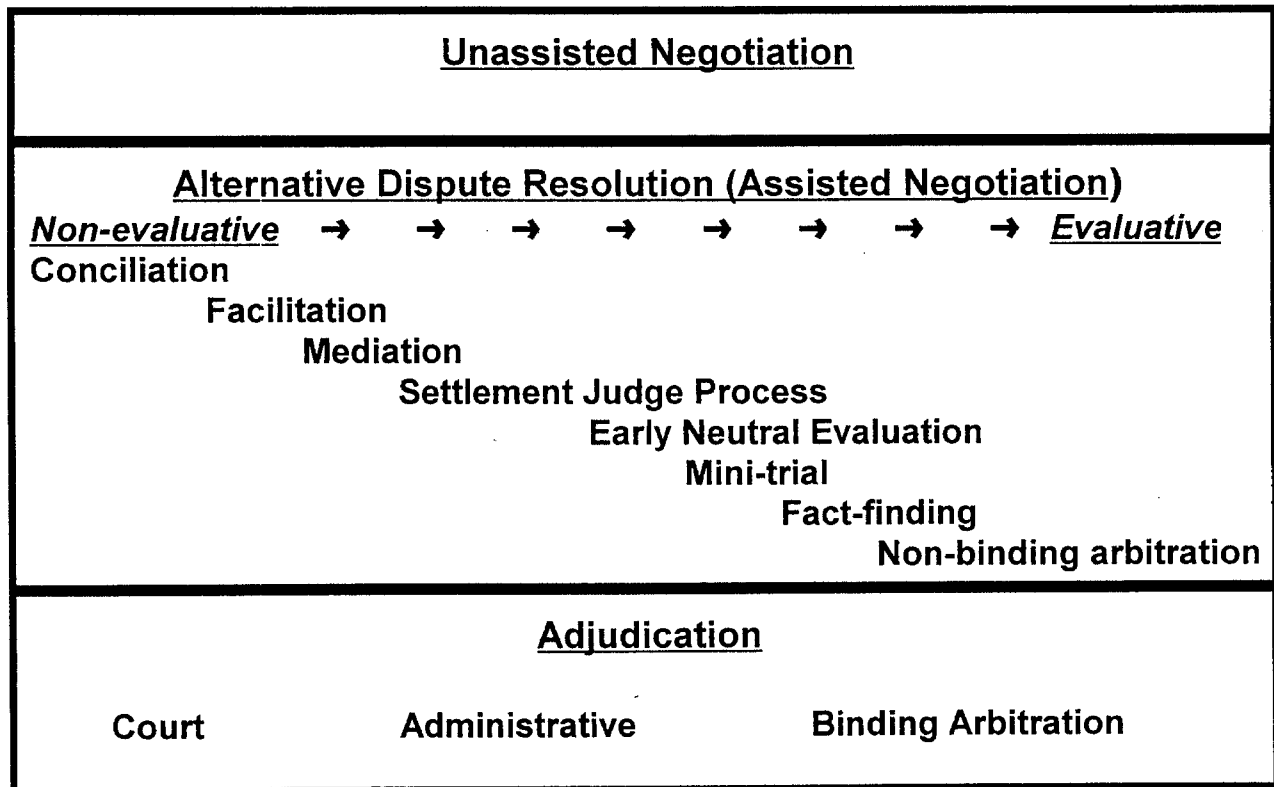 Unassisted Negotiation
Alternative Dispute Resolution (Assisted Negotiation)
Non-evaluative → → → → → → → → Evaluative
Conciliation
Facilitation
Mediation
Settlement Judge Process
Early Neutral Evaluation
Mini-trial
Fact-finding
Non-binding arbitration
Adjudication
Court Administrative Binding Arbitration